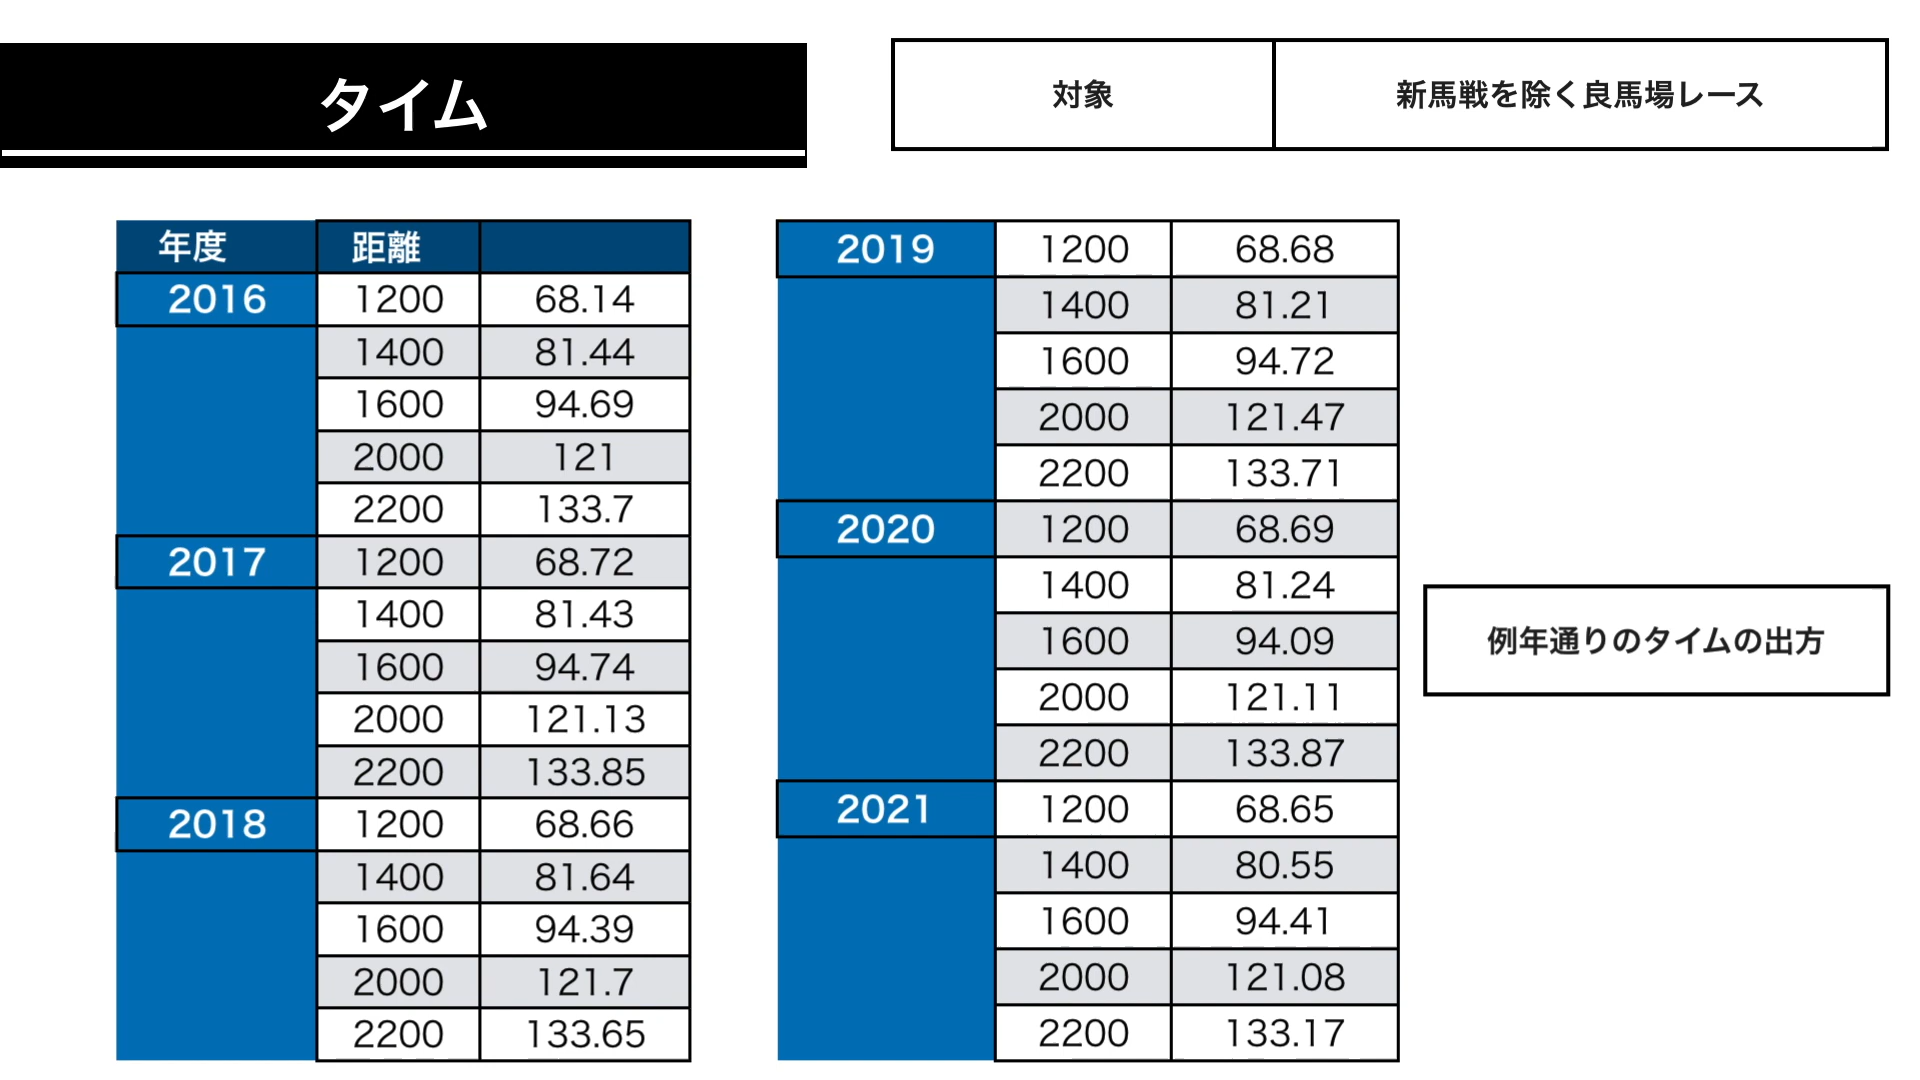 タイム
対象 新馬戦を除く良馬場レース
年度 距離
2016 1200 68.14
1400 81.44
1600 94.69
2000 121
2200 133.7
2017 1200 68.72
1400 81.43
1600 94.74
2000 121.13
2200 133.85
2018 1200 68.66
1400 81.64
1600 94.39
2000 121.7
2200 133.65
2019 1200 68.68
1400 81.21
1600 94.72
2000 121.47
2200 133.71
2020 1200 68.69
1400 81.24
1600 94.09
2000 121.11
2200 133.87
2021 1200 68.65
1400 80.55
1600 94.41
2000 121.08
2200 133.17
例年通りのタイムの出方